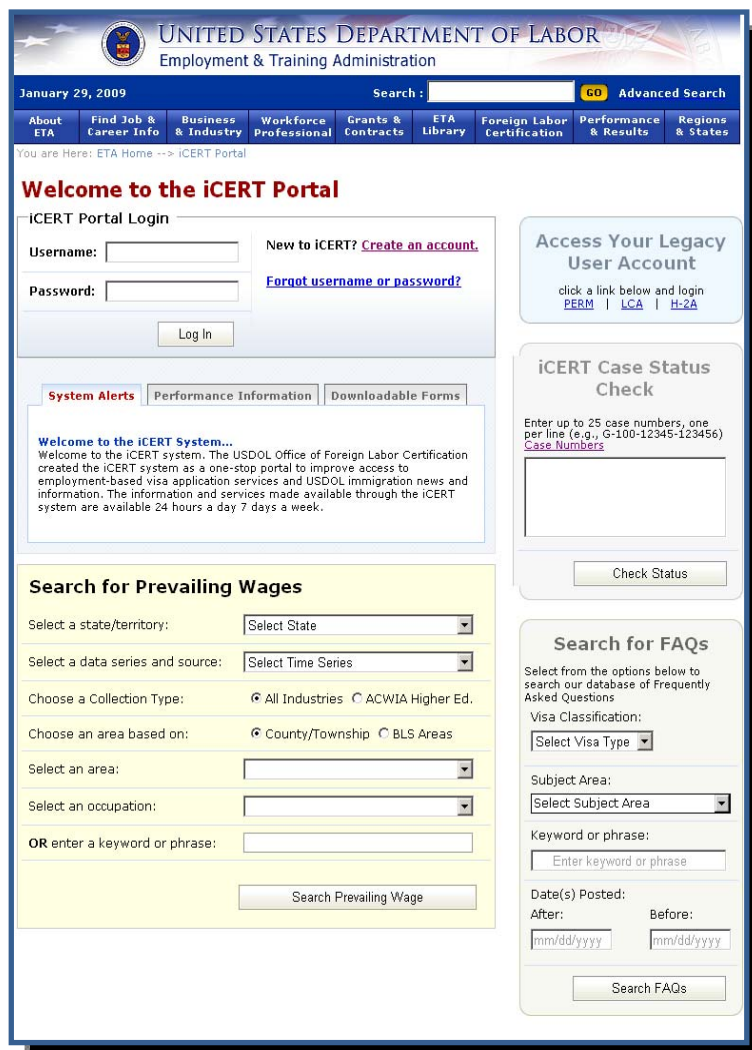 UNITED STATES DEPARTMENT OF LABOR
Employment & Training Administration
January 29, 2009 Search : GO Advanced Search
About ETA Find Job & Career Info Business & Industry Workforce Professional Grants & Contracts ETA Library Foreign Labor Certification Performance & Results Regions & States
You are Here: ETA Home --> iCERT Portal
Welcome to the iCERT Portal
iCERT Portal Login
Username: New to iCERT? Create an account.
Password: Forgot username or password?
Log In
System Alerts Performance Information Downloadable Forms
Welcome to the iCERT System...
Welcome to the iCERT system. The USDOL Office of Foreign Labor Certification
created the iCERT system as a one-stop portal to improve access to
employment-based visa application services and USDOL immigration news and
information. The information and services made available through the iCERT
system are available 24 hours a day 7 days a week.
Search for Prevailing Wages
Select a state/territory: Select State
Select a data series and source: Select Time Series
Choose a Collection Type: All Industries ACWIA Higher Ed.
Choose an area based on: County/Township BLS Areas
Select an area:
Select an occupation:
OR enter a keyword or phrase:
Search Prevailing Wage
Access Your Legacy
User Account
click a link below and login
PERM | LCA | H-2A
iCERT Case Status
Check
Enter up to 25 case numbers, one
per line (e.g., G-100-12345-123456)
Case Numbers
Check Status
Search for FAQs
Select from the options below to
search our database of Frequently
Asked Questions
Visa Classification:
Select Visa Type
Subject Area:
Select Subject Area
Keyword or phrase:
Enter keyword or phrase
Date(s) Posted:
After: Before:
mm/dd/yyyy mm/dd/yyyy
Search FAQs